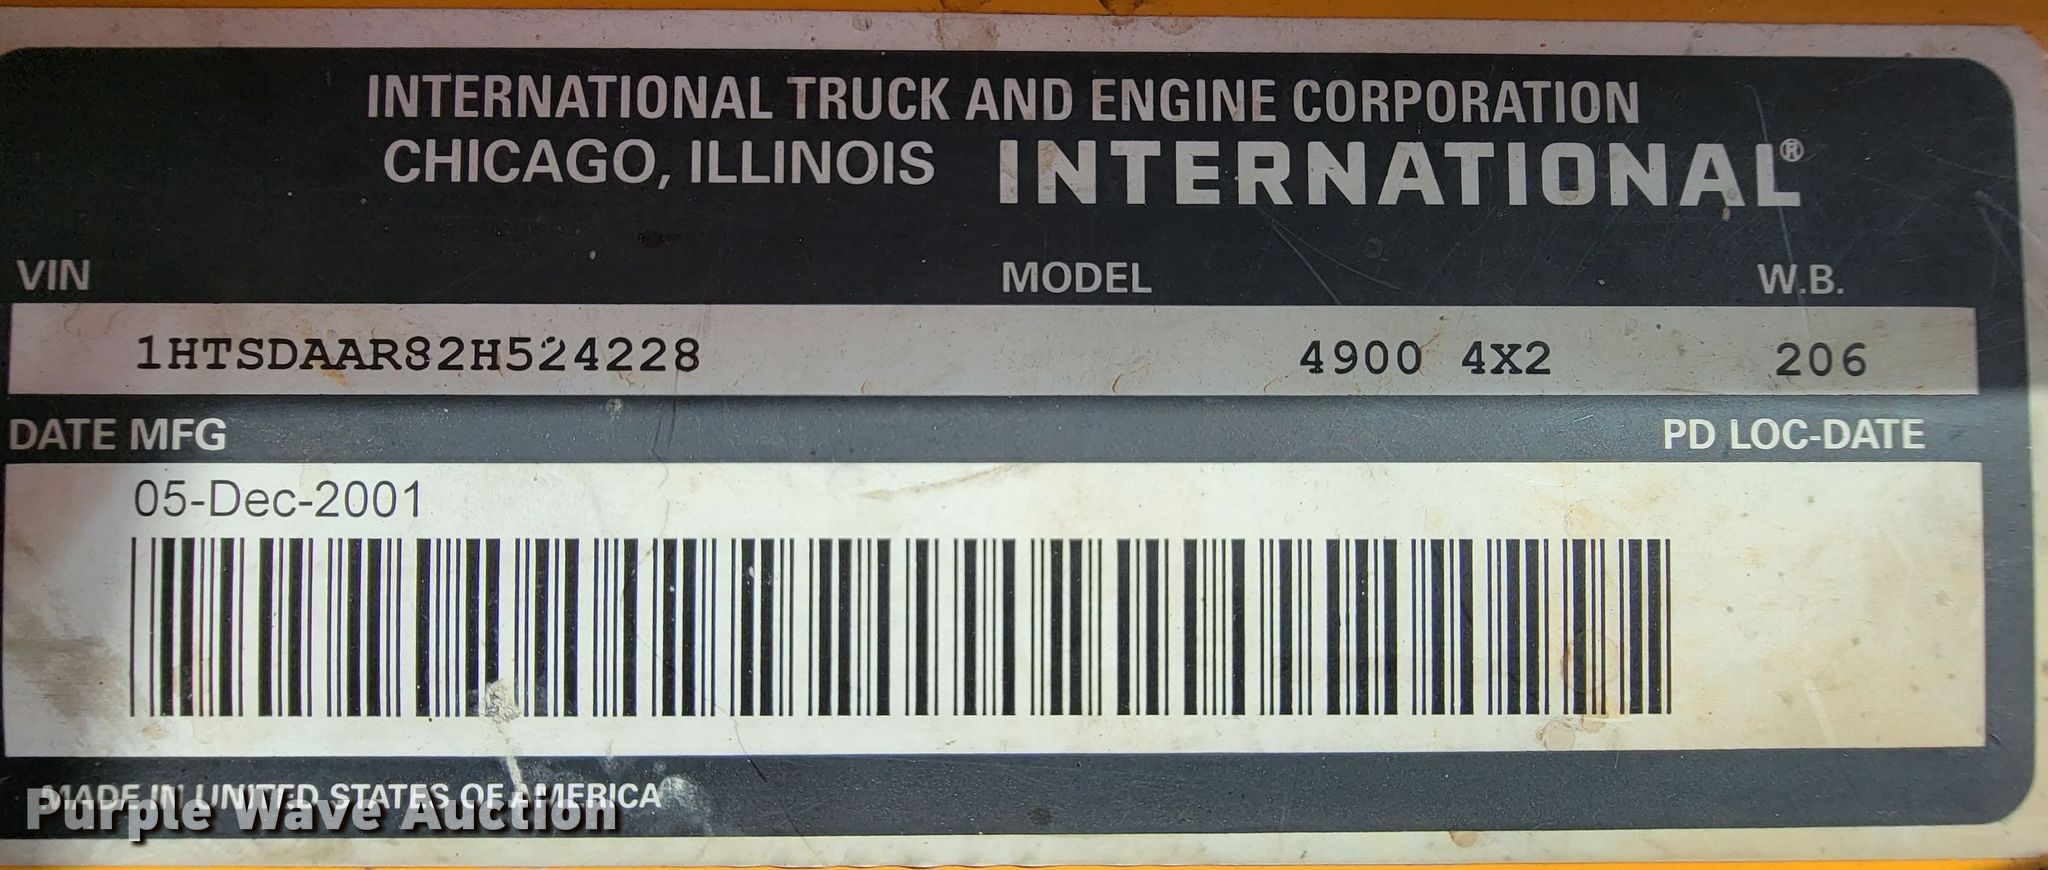 INTERNATIONAL TRUCK AND ENGINE CORPORATION
CHICAGO, ILLINOIS INTERNATIONAL®
VIN MODEL W.B.
1HTSDAAR82H524228 4900 4X2 206
DATE MFG PD LOC-DATE
05-Dec-2001
MADE IN UNITED STATES OF AMERICA
Purple Wave Auction